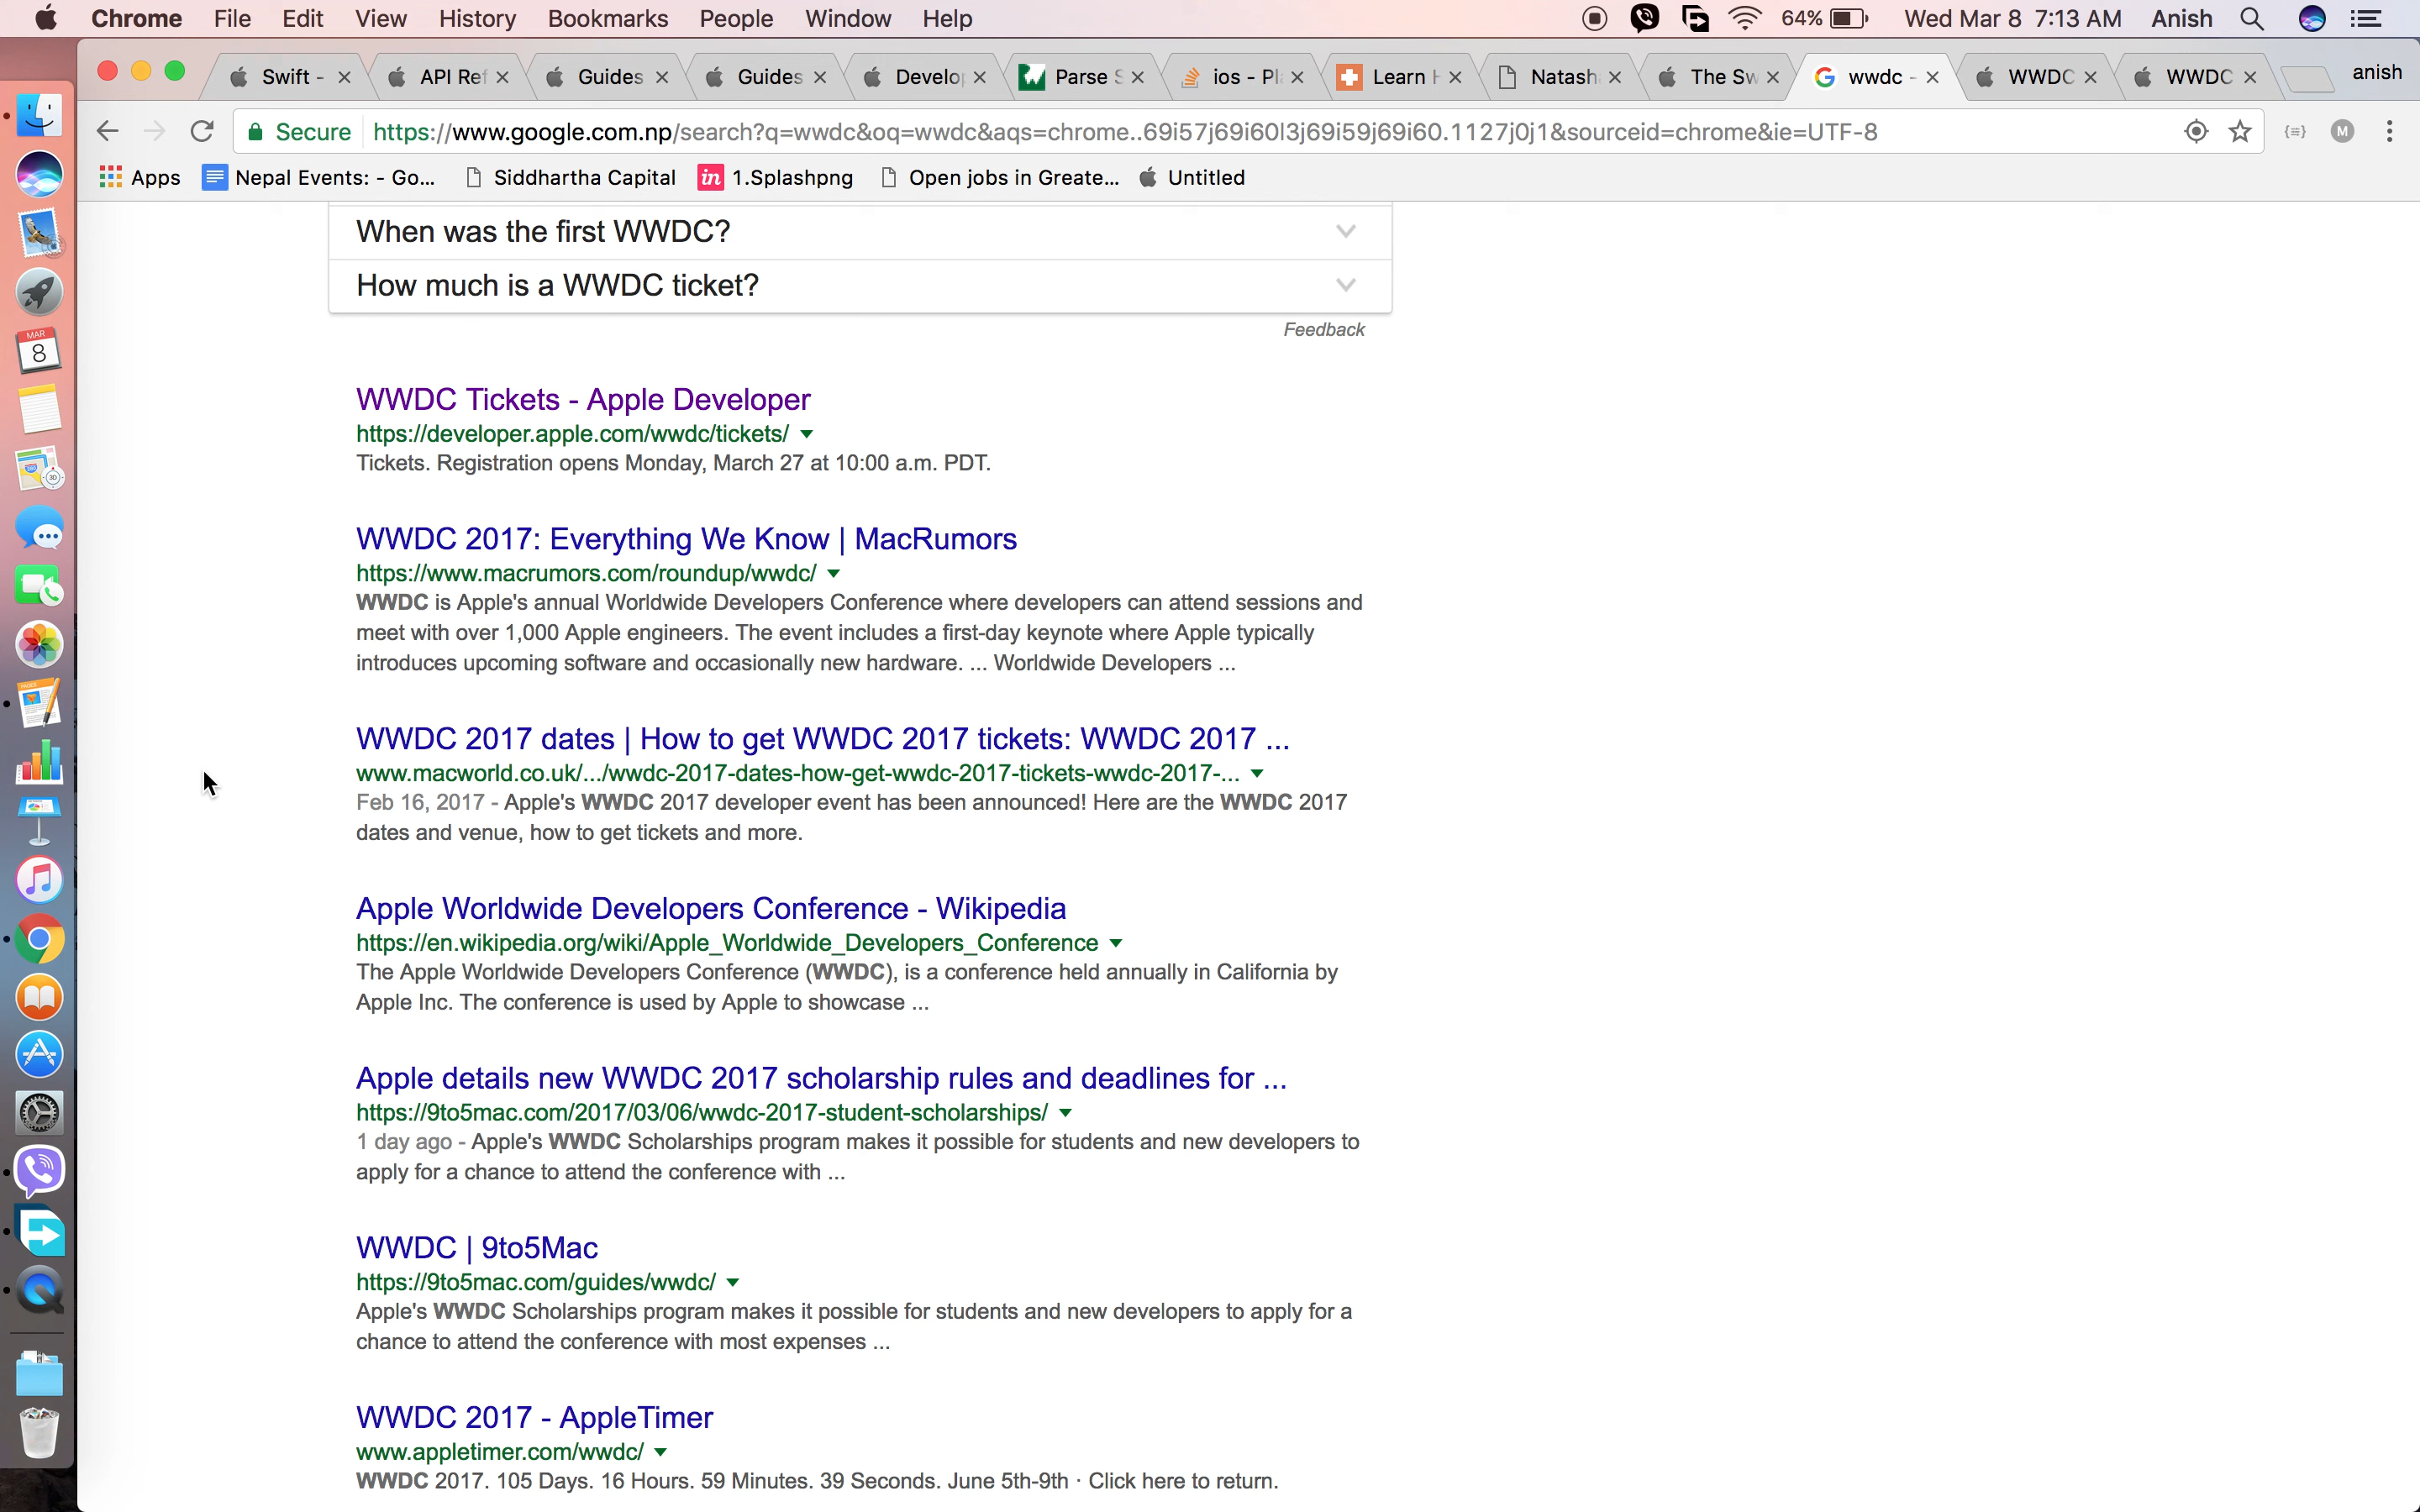 Chrome File Edit View History Bookmarks People Window Help 64% Wed Mar 8 7:13 AM Anish
Swift - API Ref Guides Guides Develop Parse S ios - Pl Learn Natash The Sw wwdc - WWDC WWDC anish
Secure https://www.google.com.np/search?q=wwdc&oq=wwdc&aqs=chrome..69i57j69i60l3j69i59j69i60.1127j0j1&sourceid=chrome&ie=UTF-8 M
Apps Nepal Events: - Go... Siddhartha Capital in 1.Splashpng Open jobs in Greate... Untitled
When was the first WWDC?
How much is a WWDC ticket?
Feedback
WWDC Tickets - Apple Developer
https://developer.apple.com/wwdc/tickets/
Tickets. Registration opens Monday, March 27 at 10:00 a.m. PDT.
WWDC 2017: Everything We Know | MacRumors
https://www.macrumors.com/roundup/wwdc/
WWDC is Apple's annual Worldwide Developers Conference where developers can attend sessions and
meet with over 1,000 Apple engineers. The event includes a first-day keynote where Apple typically
introduces upcoming software and occasionally new hardware. ... Worldwide Developers ...
WWDC 2017 dates | How to get WWDC 2017 tickets: WWDC 2017 ...
www.macworld.co.uk/.../wwdc-2017-dates-how-get-wwdc-2017-tickets-wwdc-2017-...
Feb 16, 2017 - Apple's WWDC 2017 developer event has been announced! Here are the WWDC 2017
dates and venue, how to get tickets and more.
Apple Worldwide Developers Conference - Wikipedia
https://en.wikipedia.org/wiki/Apple_Worldwide_Developers_Conference
The Apple Worldwide Developers Conference (WWDC), is a conference held annually in California by
Apple Inc. The conference is used by Apple to showcase ...
Apple details new WWDC 2017 scholarship rules and deadlines for ...
https://9to5mac.com/2017/03/06/wwdc-2017-student-scholarships/
1 day ago - Apple's WWDC Scholarships program makes it possible for students and new developers to
apply for a chance to attend the conference with ...
WWDC | 9to5Mac
https://9to5mac.com/guides/wwdc/
Apple's WWDC Scholarships program makes it possible for students and new developers to apply for a
chance to attend the conference with most expenses ...
WWDC 2017 - AppleTimer
www.appletimer.com/wwdc/
WWDC 2017. 105 Days. 16 Hours. 59 Minutes. 39 Seconds. June 5th-9th · Click here to return.
MAR
8
3D